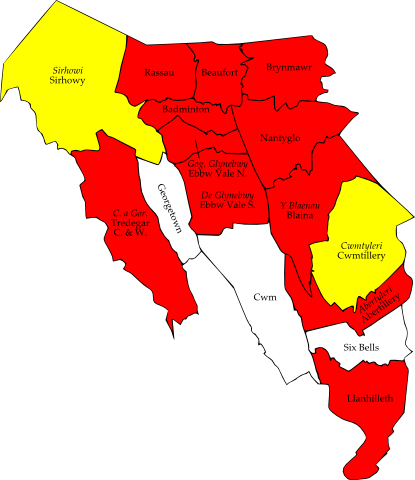 Sirhowi
Sirhowy
Rassau
Beaufort
Brynmawr
Badminton
Nantyglo
Gog. Glynebwy
Ebbw Vale N.
De Glynebwy
Ebbw Vale S.
Georgetown
C. a Gor.
Tredegar
C. & W.
Y Blaenau
Blaina
Cwmtyleri
Cwmtillery
Abertyleri
Abertillery
Cwm
Six Bells
Llanhilleth